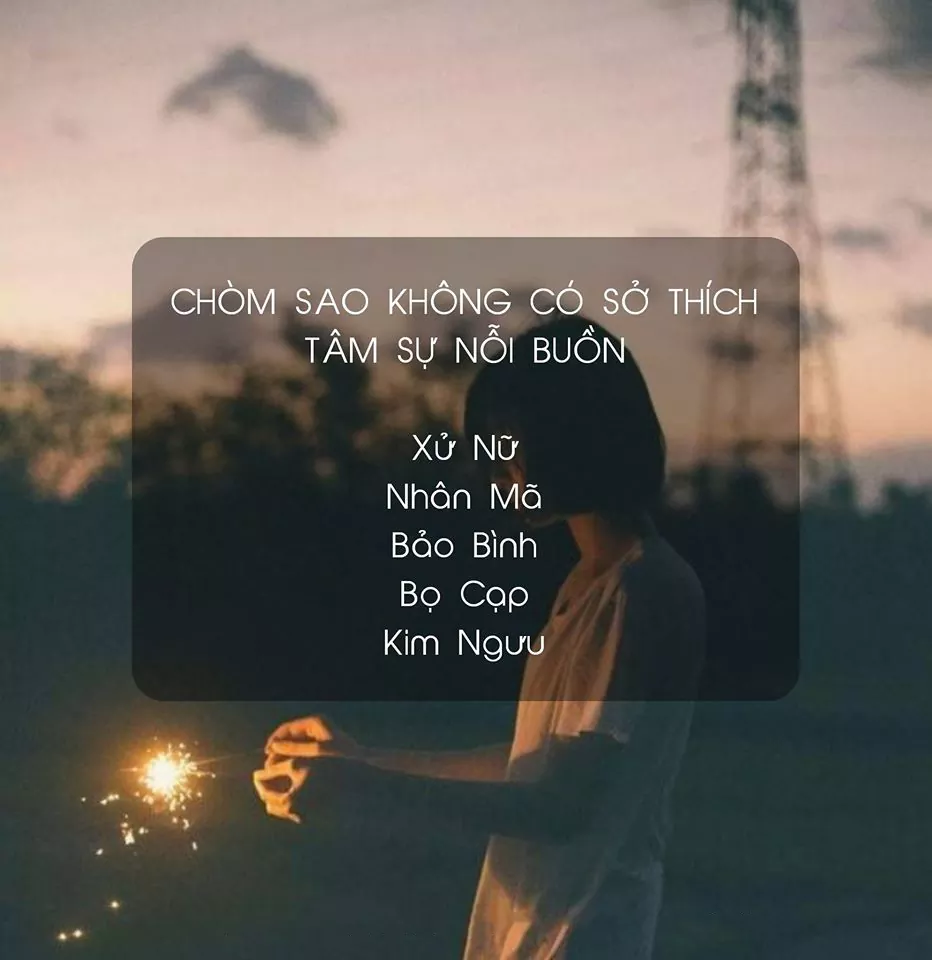 CHÒM SAO KHÔNG CÓ SỞ THÍCH
TÂM SỰ NỖI BUỒN
Xử Nữ
Nhân Mã
Bảo Bình
Bọ Cạp
Kim Ngưu